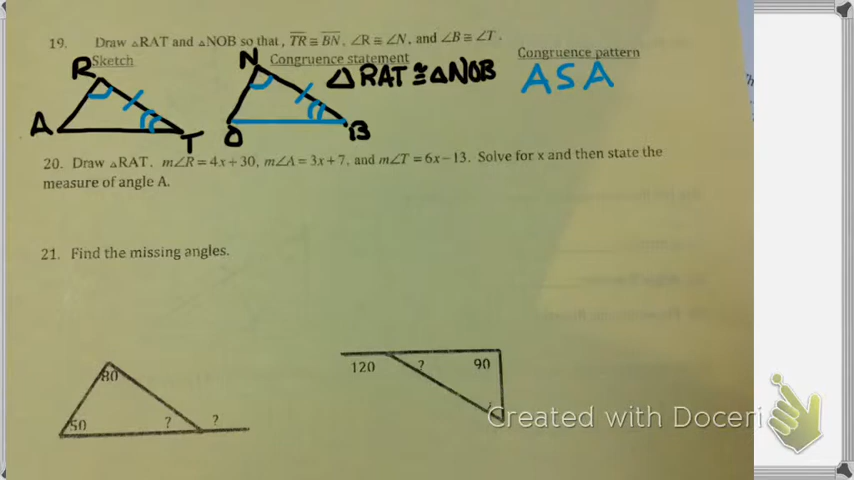 19. Draw △RAT and △NOB so that, TR ≅ BN, ∠R ≅ ∠N, and ∠B ≅ ∠T.
Sketch Congruence statement Congruence pattern
R N △RAT ≅ △NOB ASA
A T O B
20. Draw △RAT. m∠R = 4x + 30, m∠A = 3x + 7, and m∠T = 6x − 13. Solve for x and then state the
measure of angle A.
21. Find the missing angles.
80
50 ? ?
120 ? 90
Created with Doceri